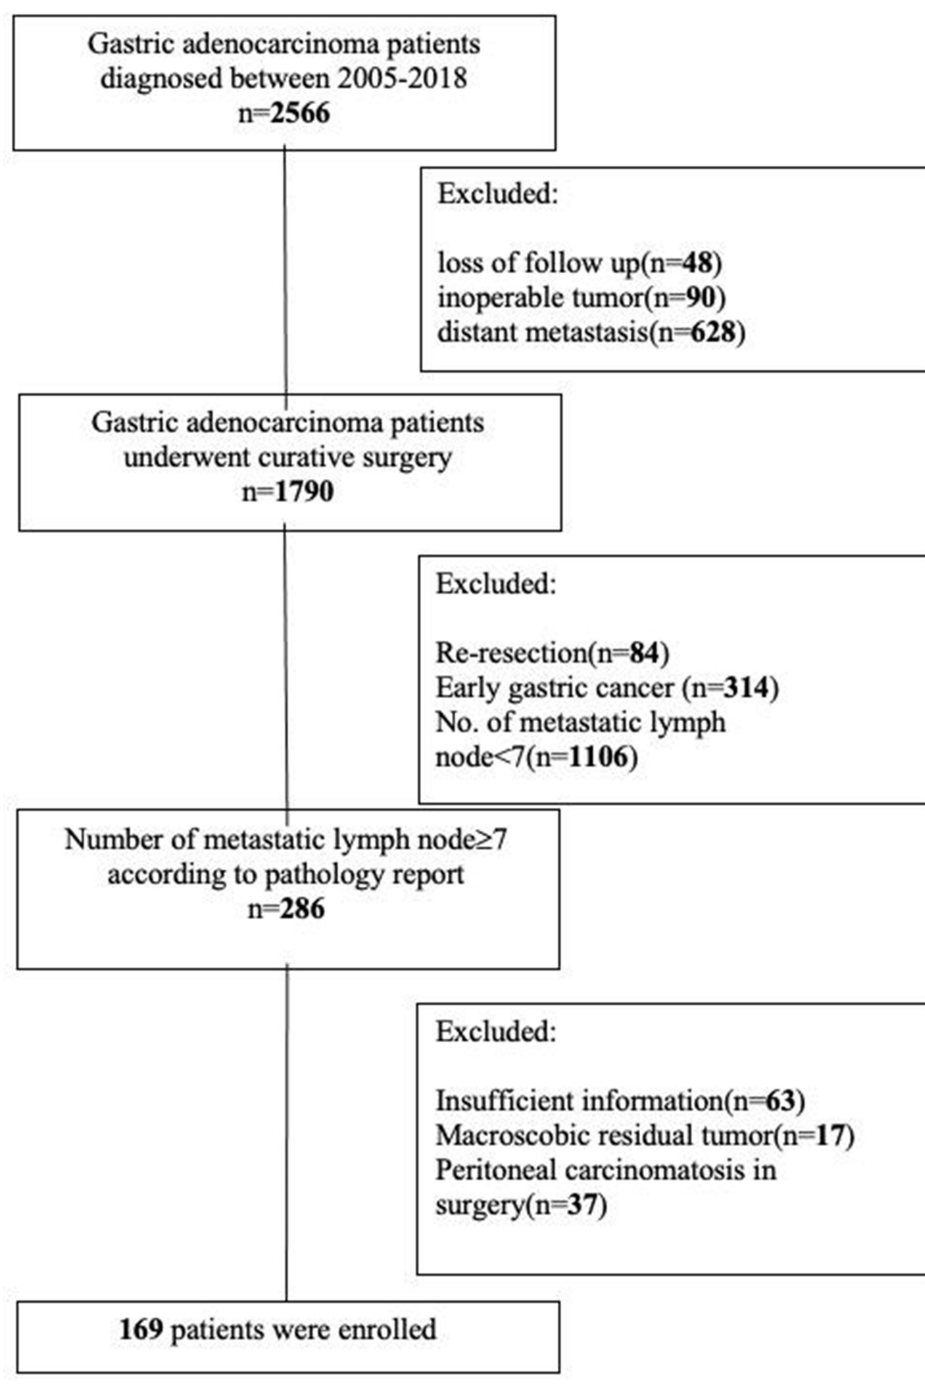 Gastric adenocarcinoma patients
diagnosed between 2005-2018
n=2566
Excluded:
loss of follow up(n=48)
inoperable tumor(n=90)
distant metastasis(n=628)
Gastric adenocarcinoma patients
underwent curative surgery
n=1790
Excluded:
Re-resection(n=84)
Early gastric cancer (n=314)
No. of metastatic lymph
node<7(n=1106)
Number of metastatic lymph node≥7
according to pathology report
n=286
Excluded:
Insufficient information(n=63)
Macroscobic residual tumor(n=17)
Peritoneal carcinomatosis in
surgery(n=37)
169 patients were enrolled